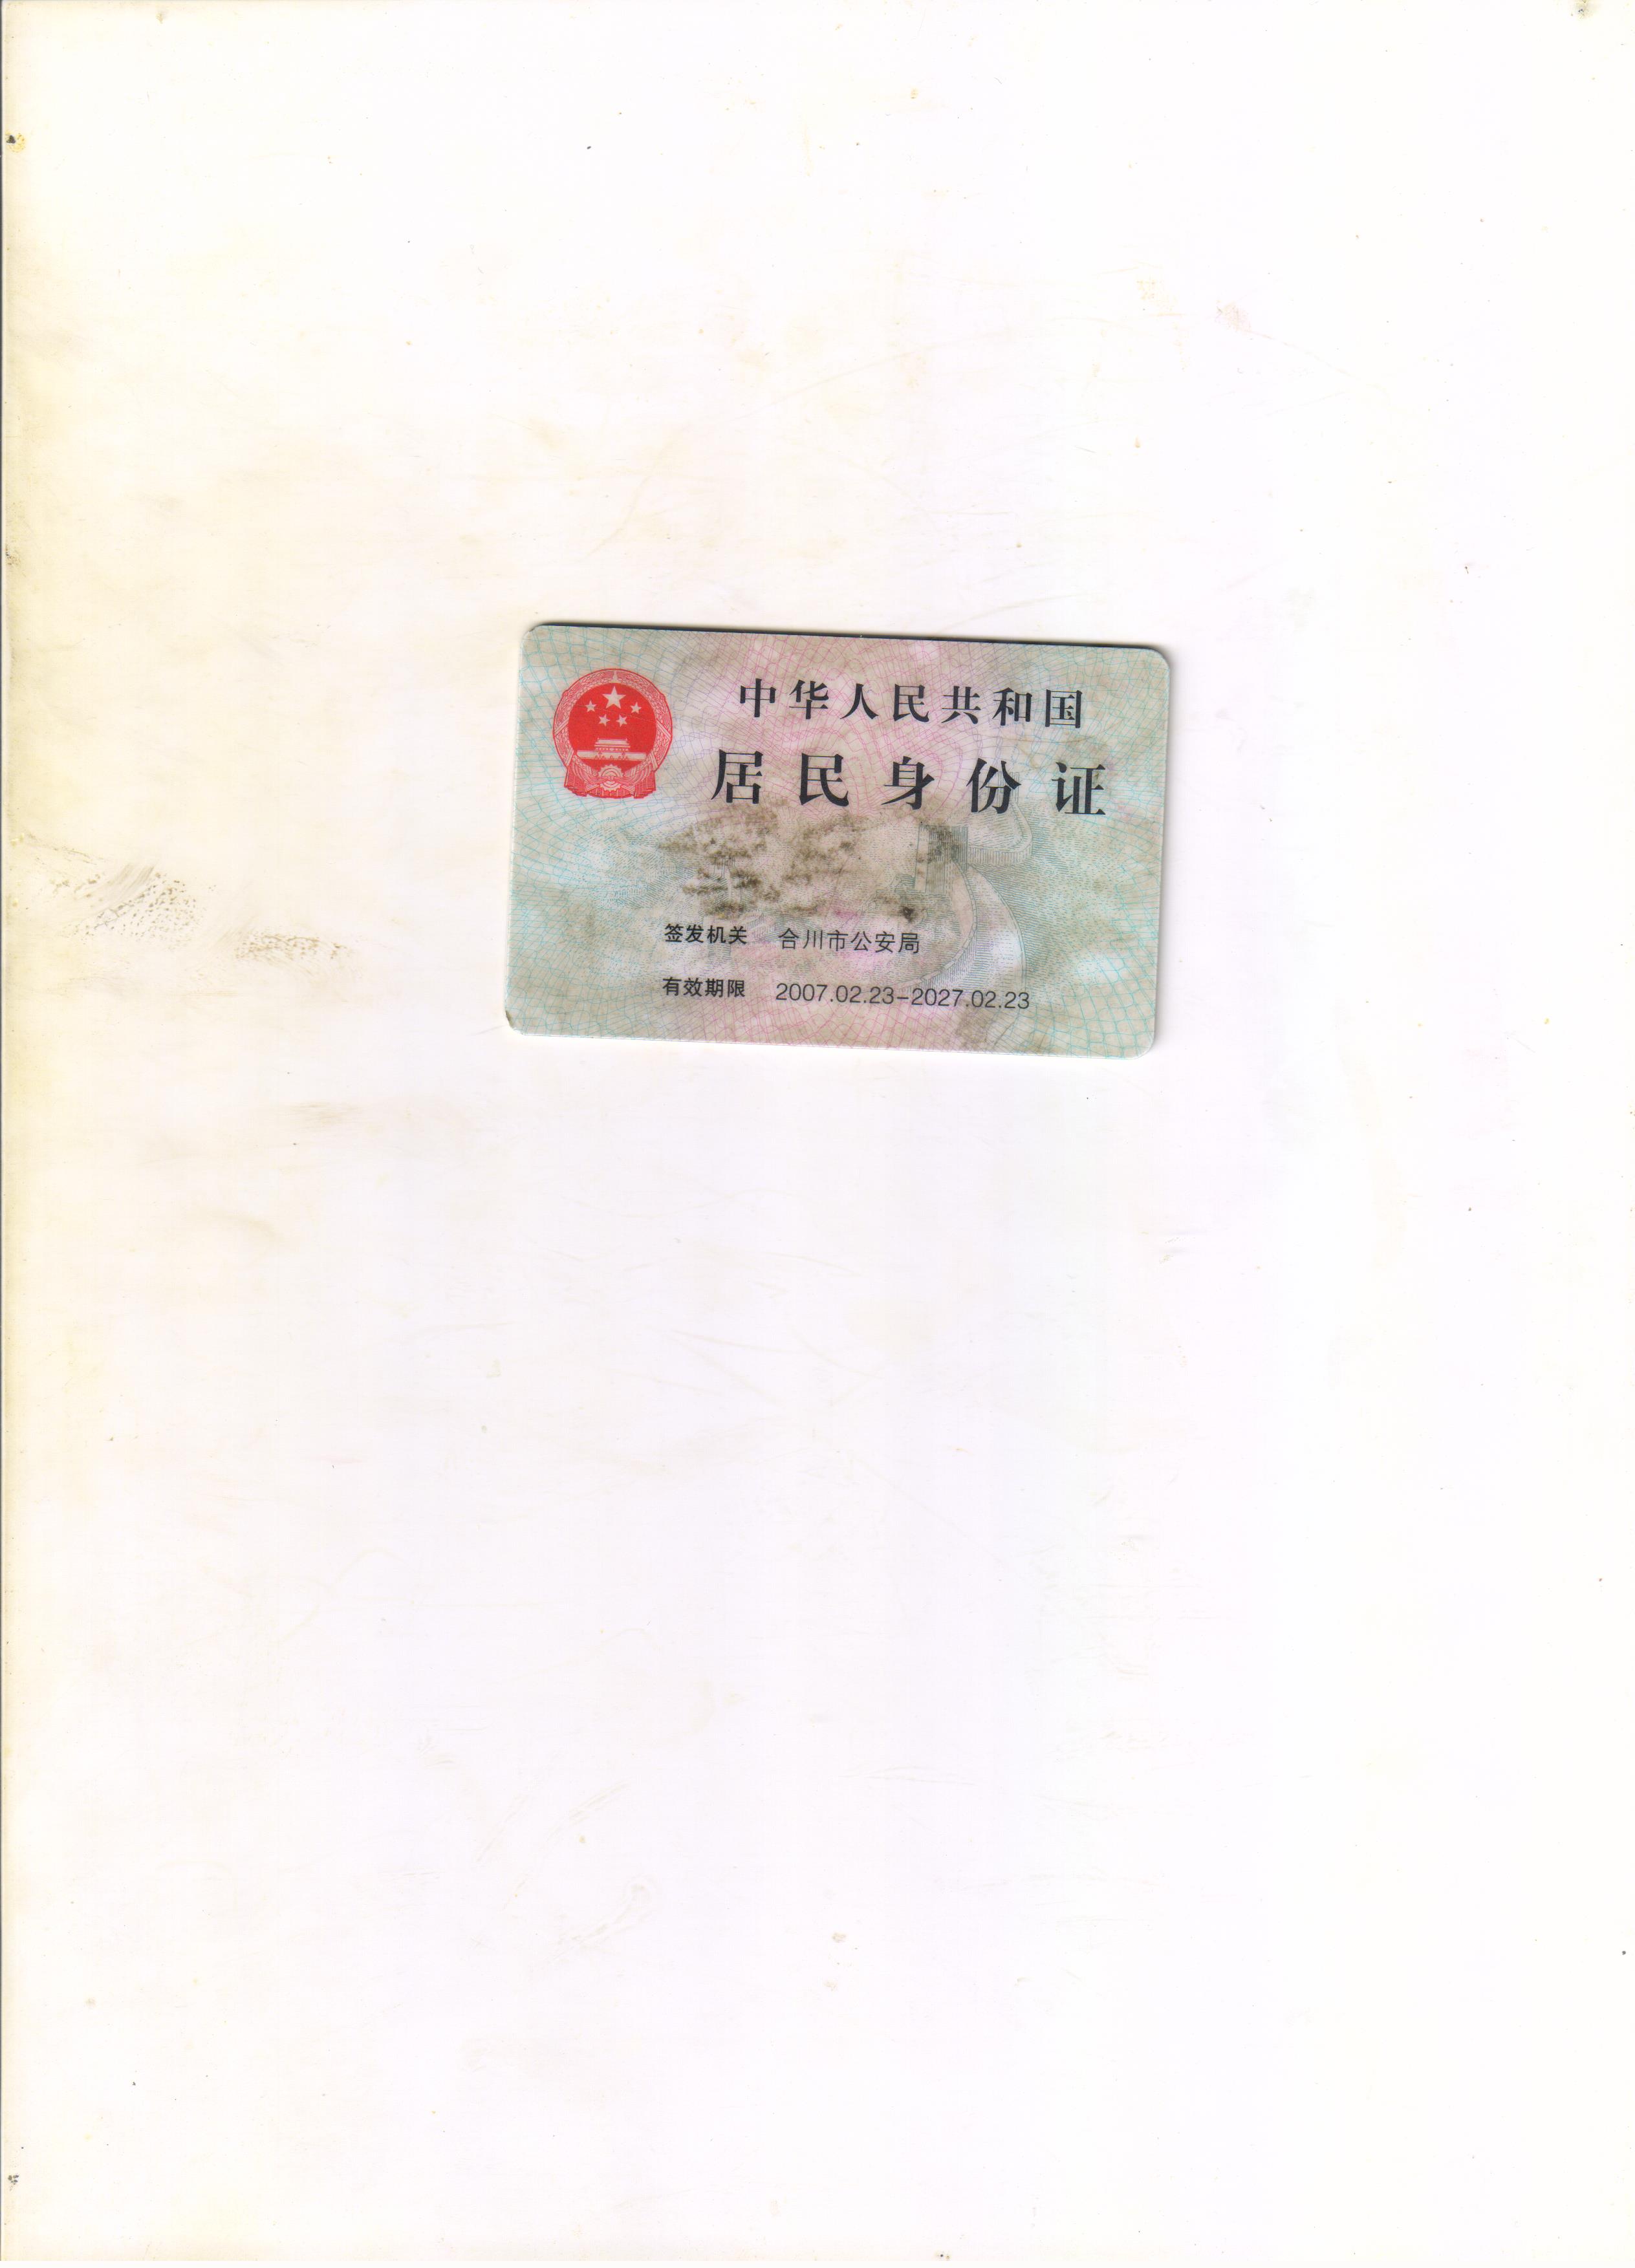 中华人民共和国
居民身份证
签发机关 合川市公安局
有效期限 2007.02.23-2027.02.23